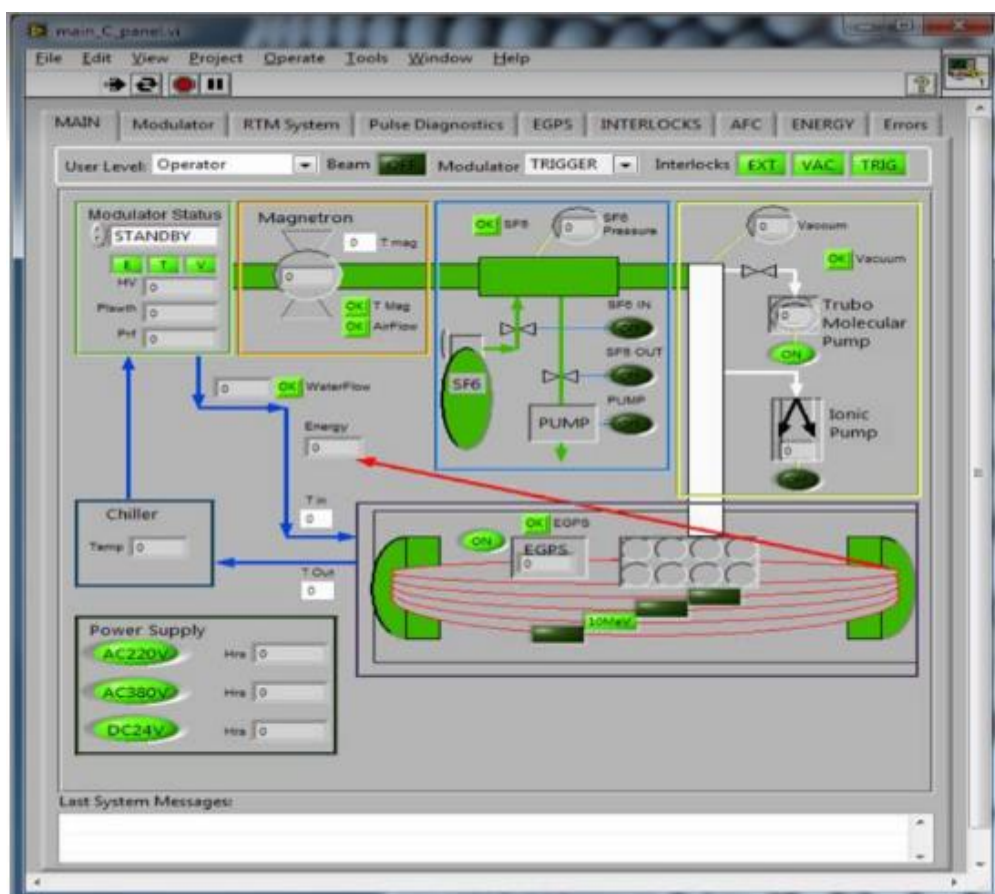 main_C_panel.vi
File Edit View Project Operate Tools Window Help
MAIN Modulator RTM System Pulse Diagnostics EGPS INTERLOCKS AFC ENERGY Errors
User Level: Operator Beam OFF Modulator TRIGGER Interlocks EXT VAC TRIG
Modulator Status
STANDBY
E T V
HV 0
Plswth 0
Prf 0
Magnetron
0 T mag
0
OK T Mag
OK AirFlow
OK SF6
0
SF6
Pressure
SF6 IN
SF6 OUT
PUMP
SF6
PUMP
0
Vacuum
OK Vacuum
0
Trubo
Molecular
Pump
ON
Ionic
Pump
0
0 OK WaterFlow
Energy
0
T in
0
T Out
0
Chiller
Temp 0
ON
OK EGPS
EGPS
0
10MeV
Power Supply
AC220V Hrs 0
AC380V Hrs 0
DC24V Hrs 0
Last System Messages: